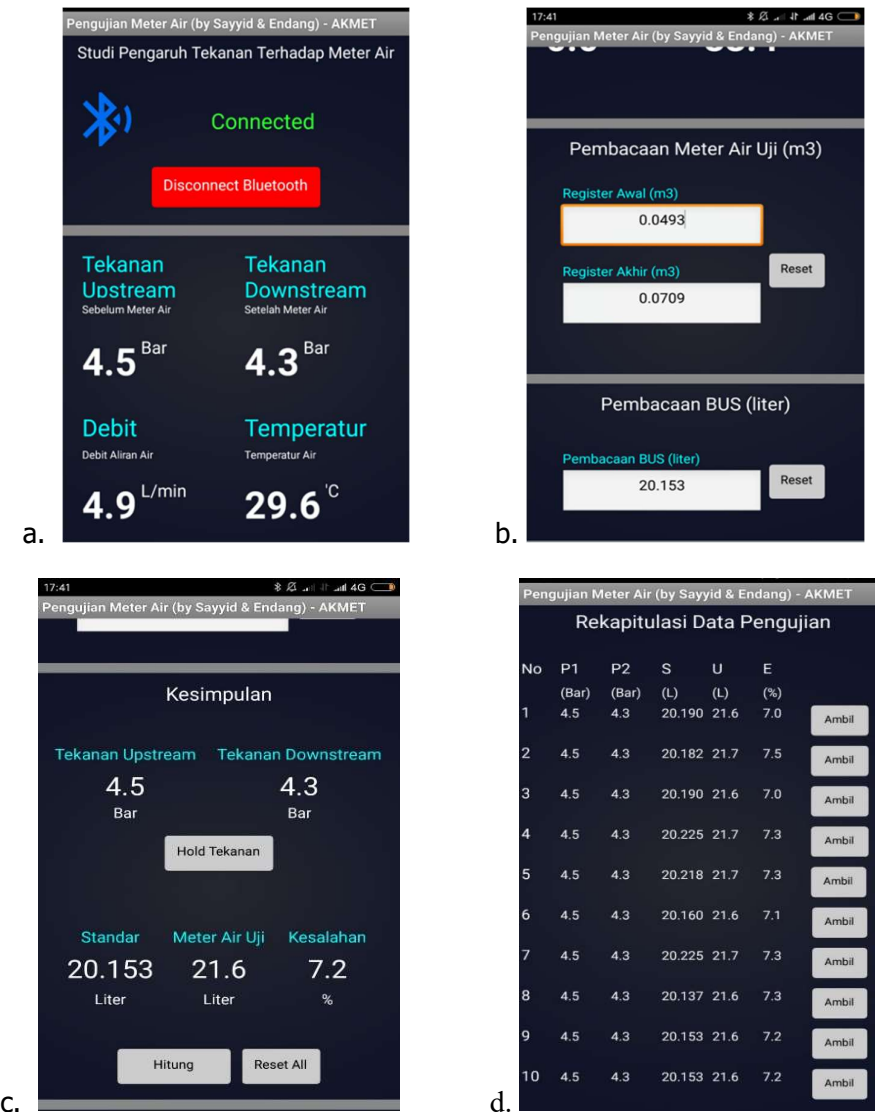 Pengujian Meter Air (by Sayyid & Endang) - AKMET
Studi Pengaruh Tekanan Terhadap Meter Air
Connected
Disconnect Bluetooth
Tekanan Upstream
Sebelum Meter Air
4.5 Bar
Tekanan Downstream
Setelah Meter Air
4.3 Bar
Debit
Debit Aliran Air
4.9 L/min
Temperatur
Temperatur Air
29.6 'C
a.
17:41 4G
Pengujian Meter Air (by Sayyid & Endang) - AKMET
Pembacaan Meter Air Uji (m3)
Register Awal (m3)
0.0493
Register Akhir (m3)
0.0709
Reset
Pembacaan BUS (liter)
Pembacaan BUS (liter)
20.153
Reset
b.
17:41 4G
Pengujian Meter Air (by Sayyid & Endang) - AKMET
Kesimpulan
Tekanan Upstream Tekanan Downstream
4.5 4.3
Bar Bar
Hold Tekanan
Standar Meter Air Uji Kesalahan
20.153 21.6 7.2
Liter Liter %
Hitung Reset All
c.
Pengujian Meter Air (by Sayyid & Endang) - AKMET
Rekapitulasi Data Pengujian
No P1 P2 S U E
(Bar) (Bar) (L) (L) (%)
1 4.5 4.3 20.190 21.6 7.0 Ambil
2 4.5 4.3 20.182 21.7 7.5 Ambil
3 4.5 4.3 20.190 21.6 7.0 Ambil
4 4.5 4.3 20.225 21.7 7.3 Ambil
5 4.5 4.3 20.218 21.7 7.3 Ambil
6 4.5 4.3 20.160 21.6 7.1 Ambil
7 4.5 4.3 20.225 21.7 7.3 Ambil
8 4.5 4.3 20.137 21.6 7.3 Ambil
9 4.5 4.3 20.153 21.6 7.2 Ambil
10 4.5 4.3 20.153 21.6 7.2 Ambil
d.